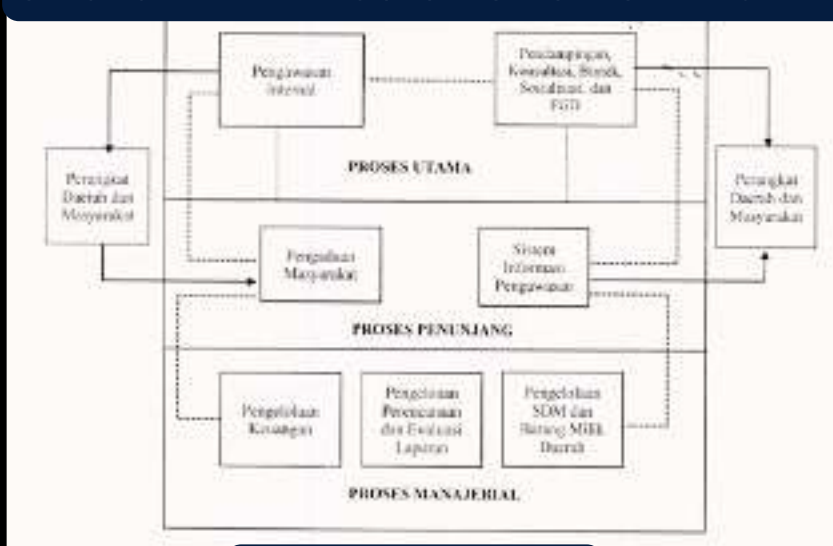 Pengawasan
Internal
Pendampingan,
Konsultasi, Bimtek,
Sosialisasi, dan
FGD
PROSES UTAMA
Perangkat
Daerah dan
Masyarakat
Perangkat
Daerah dan
Masyarakat
Pengaduan
Masyarakat
Sistem
Informasi
Pengawasan
PROSES PENUNJANG
Pengelolaan
Keuangan
Pengelolaan
Perencanaan
dan Evaluasi
Laporan
Pengelolaan
SDM dan
Barang Milik
Daerah
PROSES MANAJERIAL